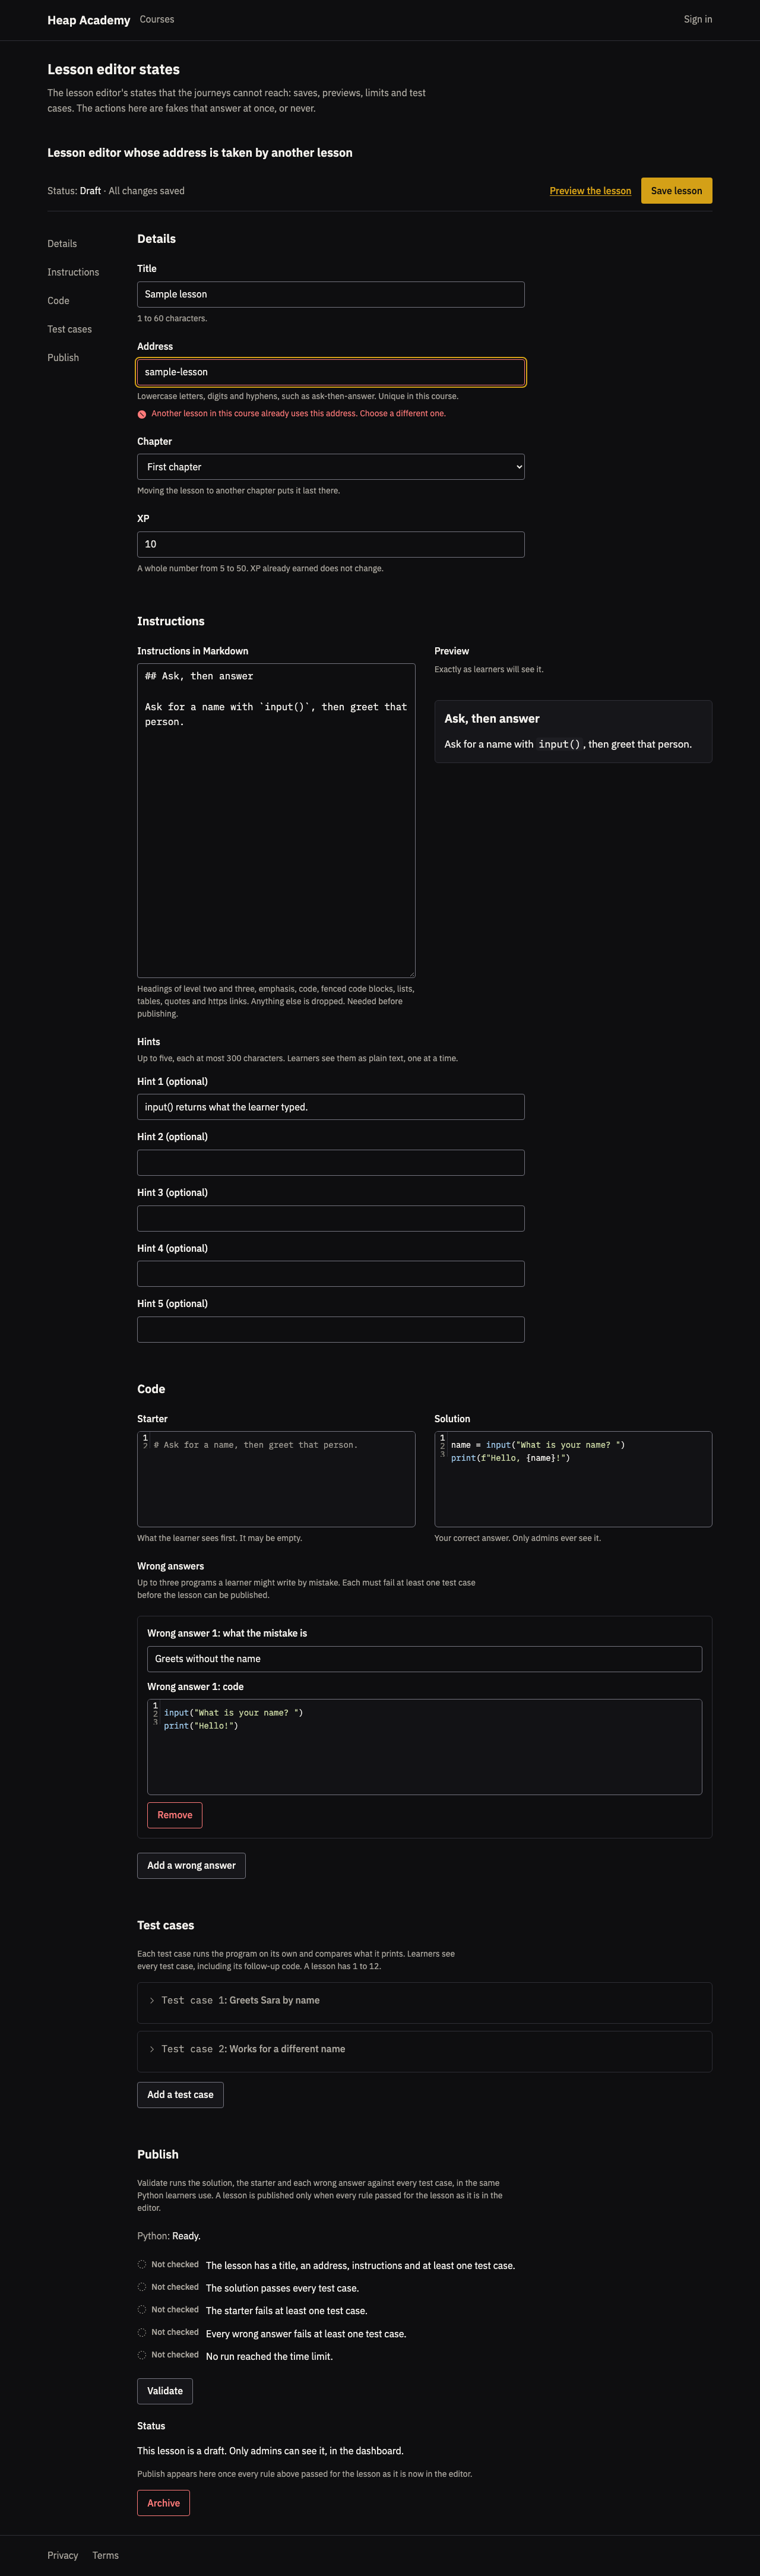 Heap Academy Courses Sign in
Lesson editor states
The lesson editor's states that the journeys cannot reach: saves, previews, limits and test
cases. The actions here are fakes that answer at once, or never.
Lesson editor whose address is taken by another lesson
Status: Draft · All changes saved Preview the lesson Save lesson
Details
Instructions
Code
Test cases
Publish
Details
Title
Sample lesson
1 to 60 characters.
Address
sample-lesson
Lowercase letters, digits and hyphens, such as ask-then-answer. Unique in this course.
Another lesson in this course already uses this address. Choose a different one.
Chapter
First chapter
Moving the lesson to another chapter puts it last there.
XP
10
A whole number from 5 to 50. XP already earned does not change.
Instructions
Instructions in Markdown
## Ask, then answer
Ask for a name with `input()`, then greet that
person.
Headings of level two and three, emphasis, code, fenced code blocks, lists,
tables, quotes and https links. Anything else is dropped. Needed before
publishing.
Preview
Exactly as learners will see it.
Ask, then answer
Ask for a name with input(), then greet that person.
Hints
Up to five, each at most 300 characters. Learners see them as plain text, one at a time.
Hint 1 (optional)
input() returns what the learner typed.
Hint 2 (optional)
Hint 3 (optional)
Hint 4 (optional)
Hint 5 (optional)
Code
Starter
1
2
# Ask for a name, then greet that person.
What the learner sees first. It may be empty.
Solution
1
2
3
name = input("What is your name? ")
print(f"Hello, {name}!")
Your correct answer. Only admins ever see it.
Wrong answers
Up to three programs a learner might write by mistake. Each must fail at least one test case
before the lesson can be published.
Wrong answer 1: what the mistake is
Greets without the name
Wrong answer 1: code
1
2
3
input("What is your name? ")
print("Hello!")
Remove
Add a wrong answer
Test cases
Each test case runs the program on its own and compares what it prints. Learners see
every test case, including its follow-up code. A lesson has 1 to 12.
Test case 1: Greets Sara by name
Test case 2: Works for a different name
Add a test case
Publish
Validate runs the solution, the starter and each wrong answer against every test case, in the same
Python learners use. A lesson is published only when every rule passed for the lesson as it is in the
editor.
Python: Ready.
Not checked The lesson has a title, an address, instructions and at least one test case.
Not checked The solution passes every test case.
Not checked The starter fails at least one test case.
Not checked Every wrong answer fails at least one test case.
Not checked No run reached the time limit.
Validate
Status
This lesson is a draft. Only admins can see it, in the dashboard.
Publish appears here once every rule above passed for the lesson as it is now in the editor.
Archive
Privacy Terms